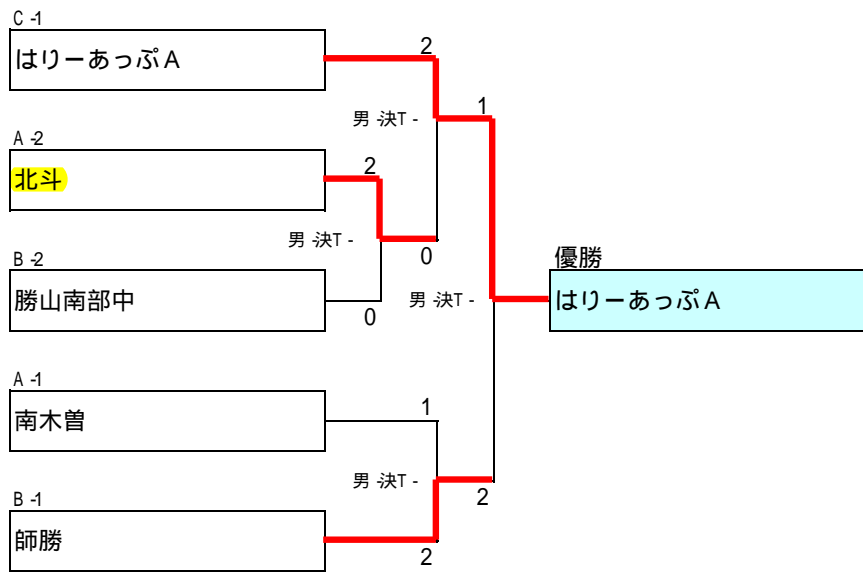 C -1
はりーあっぷA
2
男 -決T -
1
A -2
北斗
2
男 -決T -
0
B -2
勝山南部中
0
男 -決T -
優勝
はりーあっぷA
A -1
南木曽
1
男 -決T -
2
B -1
師勝
2